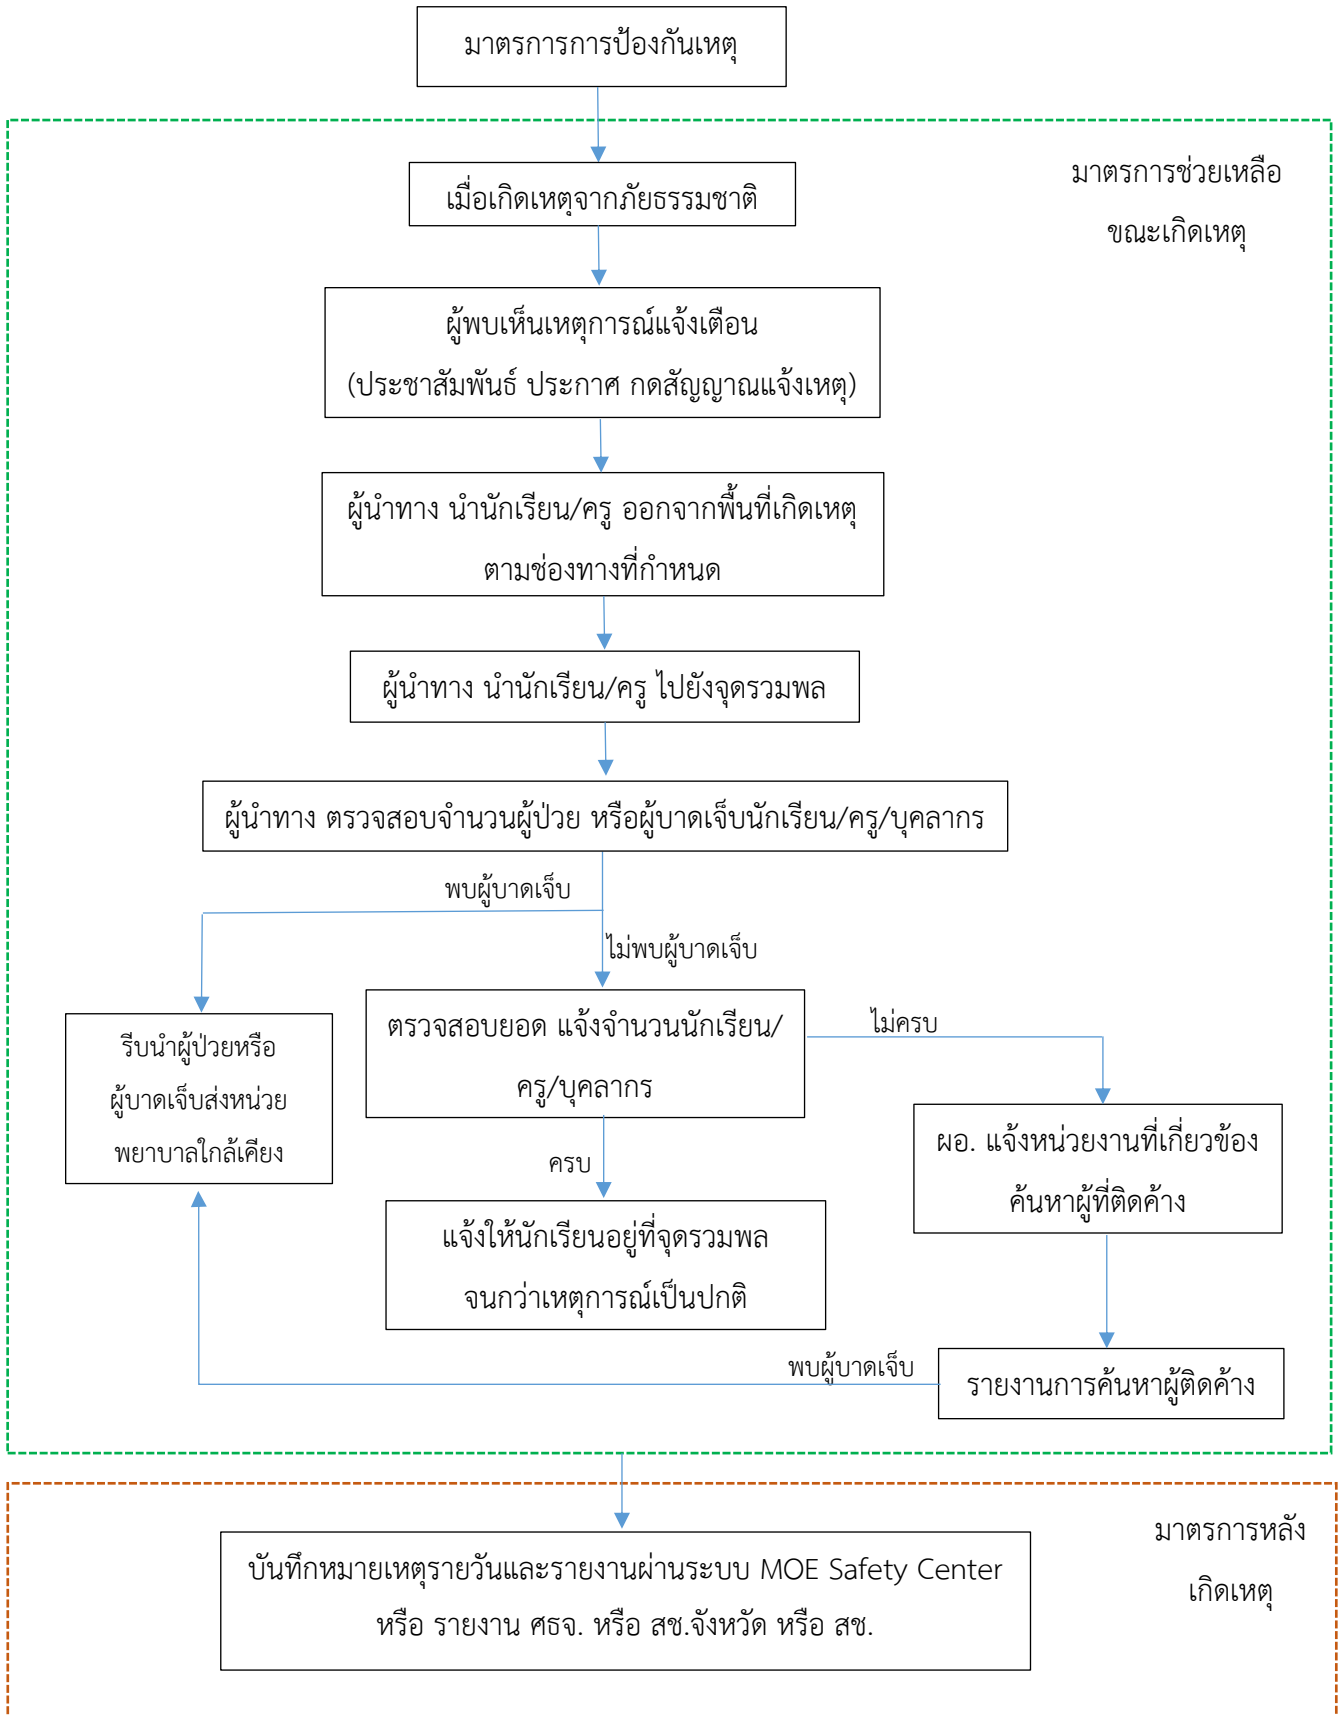 มาตรการการป้องกันเหตุ
มาตรการช่วยเหลือ
ขณะเกิดเหตุ
เมื่อเกิดเหตุจากภัยธรรมชาติ
ผู้พบเห็นเหตุการณ์แจ้งเตือน
(ประชาสัมพันธ์ ประกาศ กดสัญญาณแจ้งเหตุ)
ผู้นำทาง นำนักเรียน/ครู ออกจากพื้นที่เกิดเหตุ
ตามช่องทางที่กำหนด
ผู้นำทาง นำนักเรียน/ครู ไปยังจุดรวมพล
ผู้นำทาง ตรวจสอบจำนวนผู้ป่วย หรือผู้บาดเจ็บนักเรียน/ครู/บุคลากร
พบผู้บาดเจ็บ
ไม่พบผู้บาดเจ็บ
รีบนำผู้ป่วยหรือ
ผู้บาดเจ็บส่งหน่วย
พยาบาลใกล้เคียง
ตรวจสอบยอด แจ้งจำนวนนักเรียน/
ครู/บุคลากร
ไม่ครบ
ครบ
ผอ. แจ้งหน่วยงานที่เกี่ยวข้อง
ค้นหาผู้ที่ติดค้าง
แจ้งให้นักเรียนอยู่ที่จุดรวมพล
จนกว่าเหตุการณ์เป็นปกติ
พบผู้บาดเจ็บ
รายงานการค้นหาผู้ติดค้าง
มาตรการหลัง
เกิดเหตุ
บันทึกหมายเหตุรายวันและรายงานผ่านระบบ MOE Safety Center
หรือ รายงาน ศธจ. หรือ สช.จังหวัด หรือ สช.